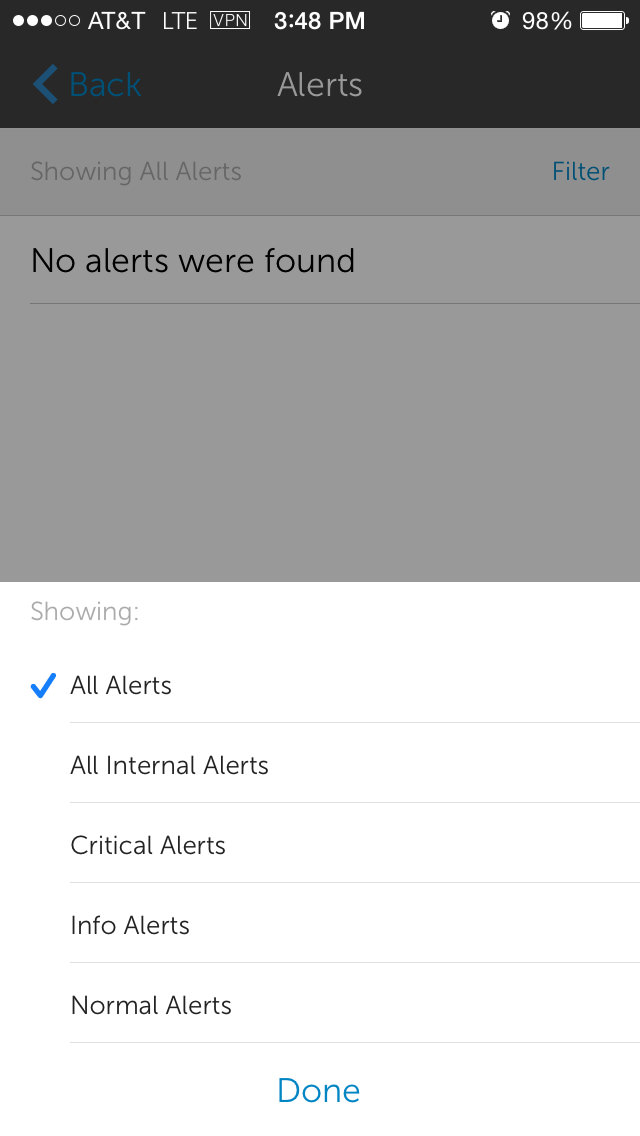 AT&T LTE VPN 3:48 PM 98%
Back Alerts
Showing All Alerts Filter
No alerts were found
Showing:
All Alerts
All Internal Alerts
Critical Alerts
Info Alerts
Normal Alerts
Done